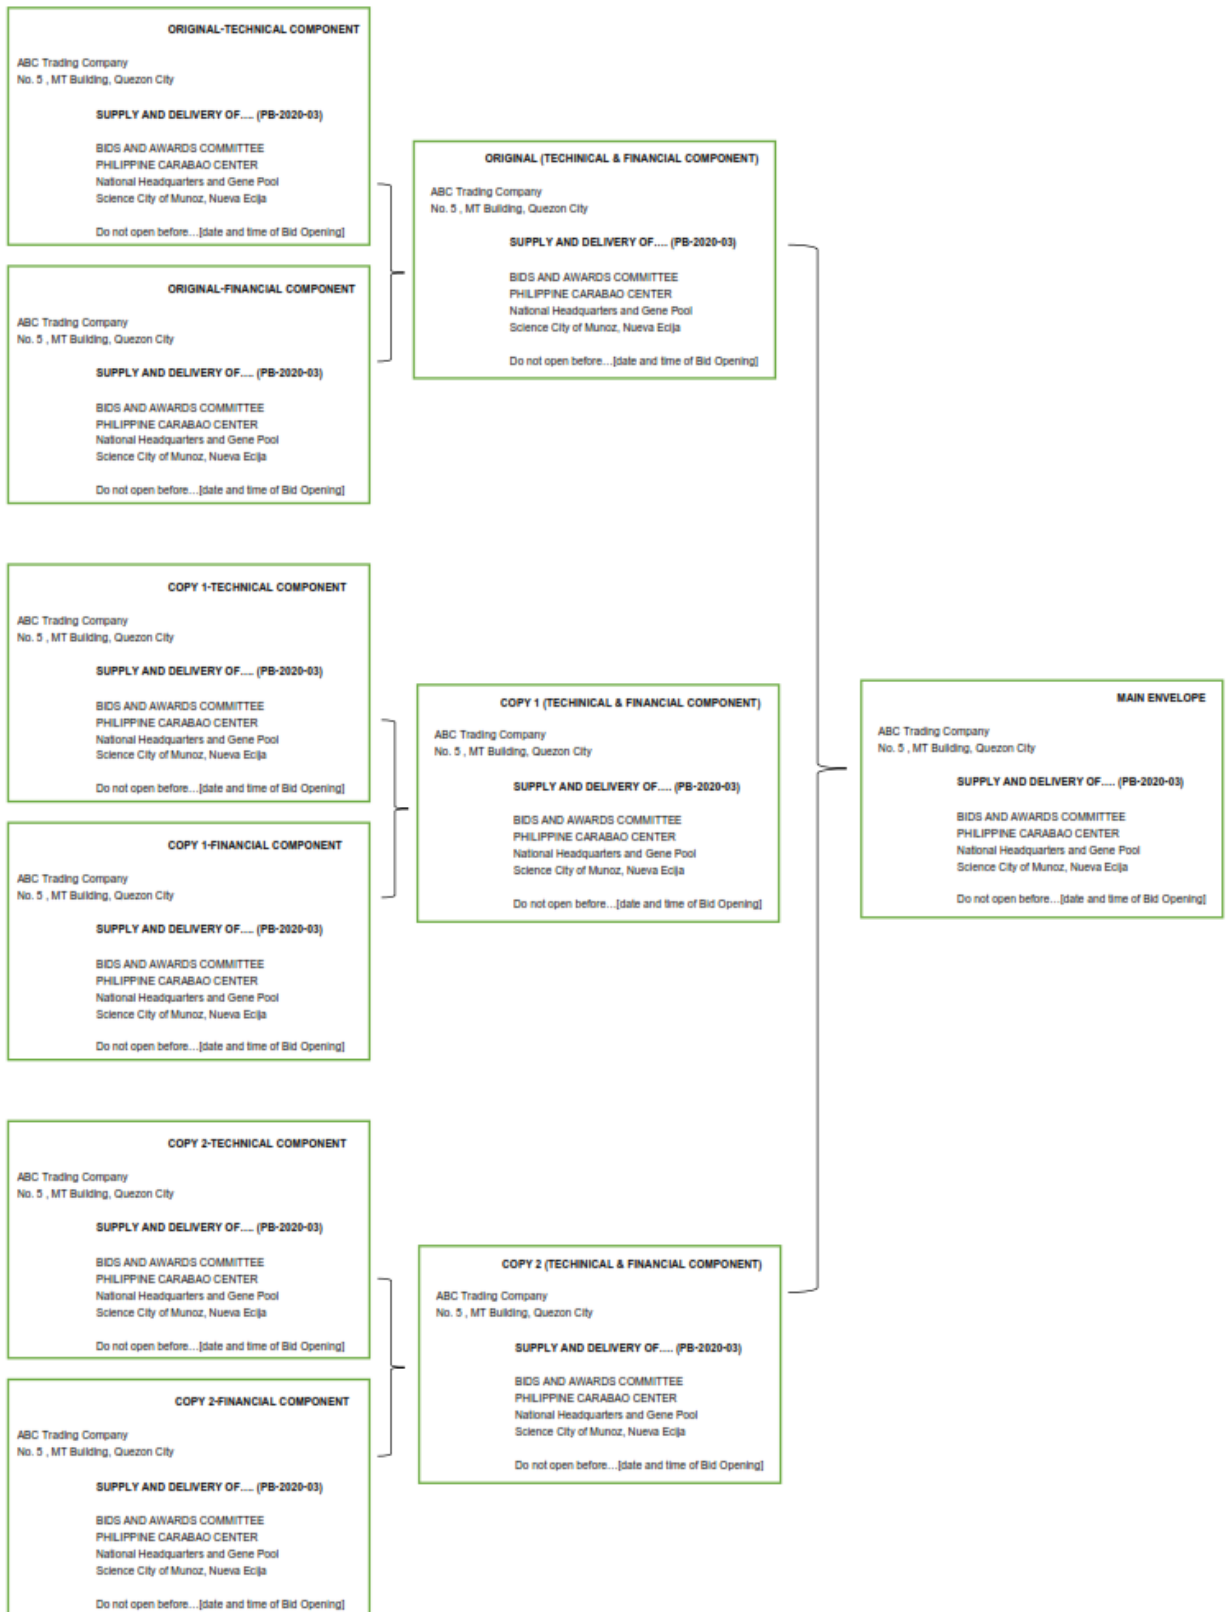 ORIGINAL-TECHNICAL COMPONENT
ABC Trading Company
No. 5 , MT Building, Quezon City
SUPPLY AND DELIVERY OF.... (PB-2020-03)
BIDS AND AWARDS COMMITTEE
PHILIPPINE CARABAO CENTER
National Headquarters and Gene Pool
Science City of Munoz, Nueva Ecija
Do not open before...[date and time of Bid Opening]
ORIGINAL-FINANCIAL COMPONENT
ABC Trading Company
No. 5 , MT Building, Quezon City
SUPPLY AND DELIVERY OF.... (PB-2020-03)
BIDS AND AWARDS COMMITTEE
PHILIPPINE CARABAO CENTER
National Headquarters and Gene Pool
Science City of Munoz, Nueva Ecija
Do not open before...[date and time of Bid Opening]
ORIGINAL (TECHINICAL & FINANCIAL COMPONENT)
ABC Trading Company
No. 5 , MT Building, Quezon City
SUPPLY AND DELIVERY OF.... (PB-2020-03)
BIDS AND AWARDS COMMITTEE
PHILIPPINE CARABAO CENTER
National Headquarters and Gene Pool
Science City of Munoz, Nueva Ecija
Do not open before...[date and time of Bid Opening]
COPY 1-TECHNICAL COMPONENT
ABC Trading Company
No. 5 , MT Building, Quezon City
SUPPLY AND DELIVERY OF.... (PB-2020-03)
BIDS AND AWARDS COMMITTEE
PHILIPPINE CARABAO CENTER
National Headquarters and Gene Pool
Science City of Munoz, Nueva Ecija
Do not open before...[date and time of Bid Opening]
COPY 1-FINANCIAL COMPONENT
ABC Trading Company
No. 5 , MT Building, Quezon City
SUPPLY AND DELIVERY OF.... (PB-2020-03)
BIDS AND AWARDS COMMITTEE
PHILIPPINE CARABAO CENTER
National Headquarters and Gene Pool
Science City of Munoz, Nueva Ecija
Do not open before...[date and time of Bid Opening]
COPY 1 (TECHINICAL & FINANCIAL COMPONENT)
ABC Trading Company
No. 5 , MT Building, Quezon City
SUPPLY AND DELIVERY OF.... (PB-2020-03)
BIDS AND AWARDS COMMITTEE
PHILIPPINE CARABAO CENTER
National Headquarters and Gene Pool
Science City of Munoz, Nueva Ecija
Do not open before...[date and time of Bid Opening]
MAIN ENVELOPE
ABC Trading Company
No. 5 , MT Building, Quezon City
SUPPLY AND DELIVERY OF.... (PB-2020-03)
BIDS AND AWARDS COMMITTEE
PHILIPPINE CARABAO CENTER
National Headquarters and Gene Pool
Science City of Munoz, Nueva Ecija
Do not open before...[date and time of Bid Opening]
COPY 2-TECHNICAL COMPONENT
ABC Trading Company
No. 5 , MT Building, Quezon City
SUPPLY AND DELIVERY OF.... (PB-2020-03)
BIDS AND AWARDS COMMITTEE
PHILIPPINE CARABAO CENTER
National Headquarters and Gene Pool
Science City of Munoz, Nueva Ecija
Do not open before...[date and time of Bid Opening]
COPY 2-FINANCIAL COMPONENT
ABC Trading Company
No. 5 , MT Building, Quezon City
SUPPLY AND DELIVERY OF.... (PB-2020-03)
BIDS AND AWARDS COMMITTEE
PHILIPPINE CARABAO CENTER
National Headquarters and Gene Pool
Science City of Munoz, Nueva Ecija
Do not open before...[date and time of Bid Opening]
COPY 2 (TECHINICAL & FINANCIAL COMPONENT)
ABC Trading Company
No. 5 , MT Building, Quezon City
SUPPLY AND DELIVERY OF.... (PB-2020-03)
BIDS AND AWARDS COMMITTEE
PHILIPPINE CARABAO CENTER
National Headquarters and Gene Pool
Science City of Munoz, Nueva Ecija
Do not open before...[date and time of Bid Opening]